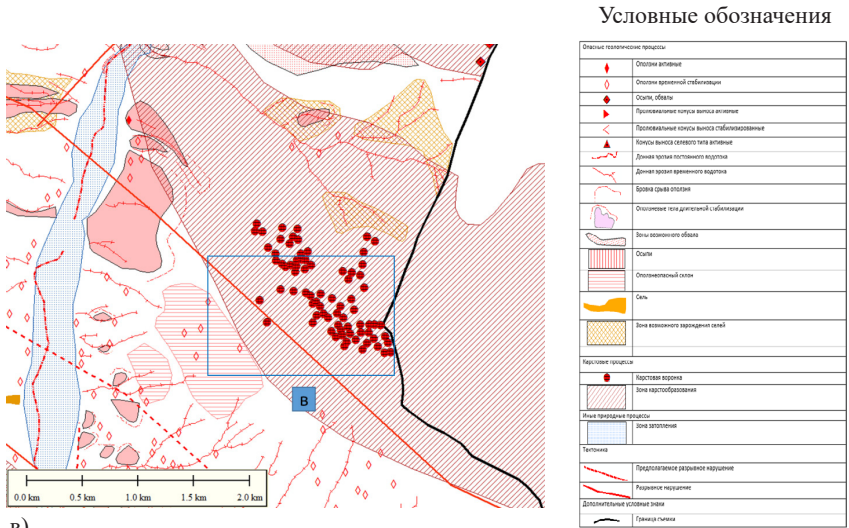 Условные обозначения
Опасные геологические процессы
Оползни активные
Оползни временной стабилизации
Осыпи, обвалы
Пролювиальные конусы выноса активные
Пролювиальные конусы выноса стабилизированные
Конусы выноса селевого типа активные
Донная эрозия постоянного водотока
Донная эрозия временного водотока
Бровка срыва оползня
Оползневые тела длительной стабилизации
Зоны возможного обвала
Осыпи
Оползнеопасный склон
Сель
Зона возможного зарождения селей
Карстовые процессы
Карстовая воронка
Зона карстообразования
Иные природные процессы
Зона затопления
Тектоника
Предполагаемое разрывное нарушение
Разрывное нарушение
Дополнительные условные знаки
Граница съемки
В
0.0 km 0.5 km 1.0 km 1.5 km 2.0 km
в)